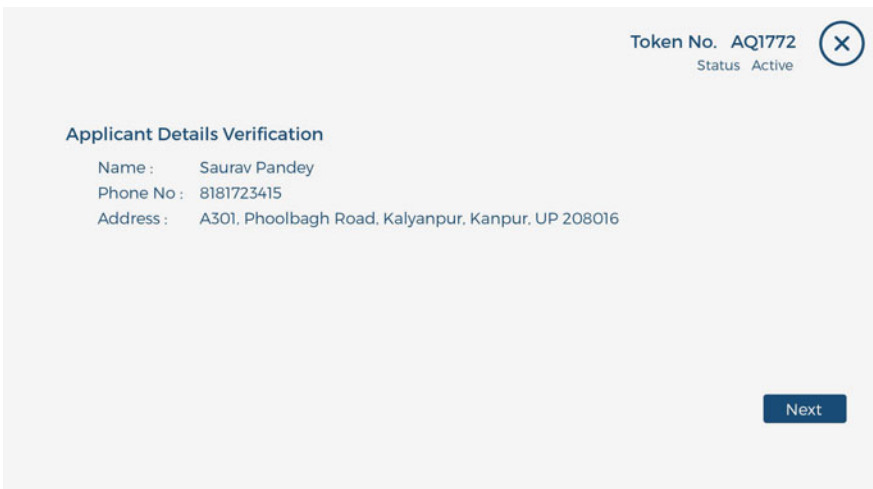 Token No. AQ1772
Status Active
Applicant Details Verification
Name : Saurav Pandey
Phone No : 8181723415
Address : A301, Phoolbagh Road, Kalyanpur, Kanpur, UP 208016
Next